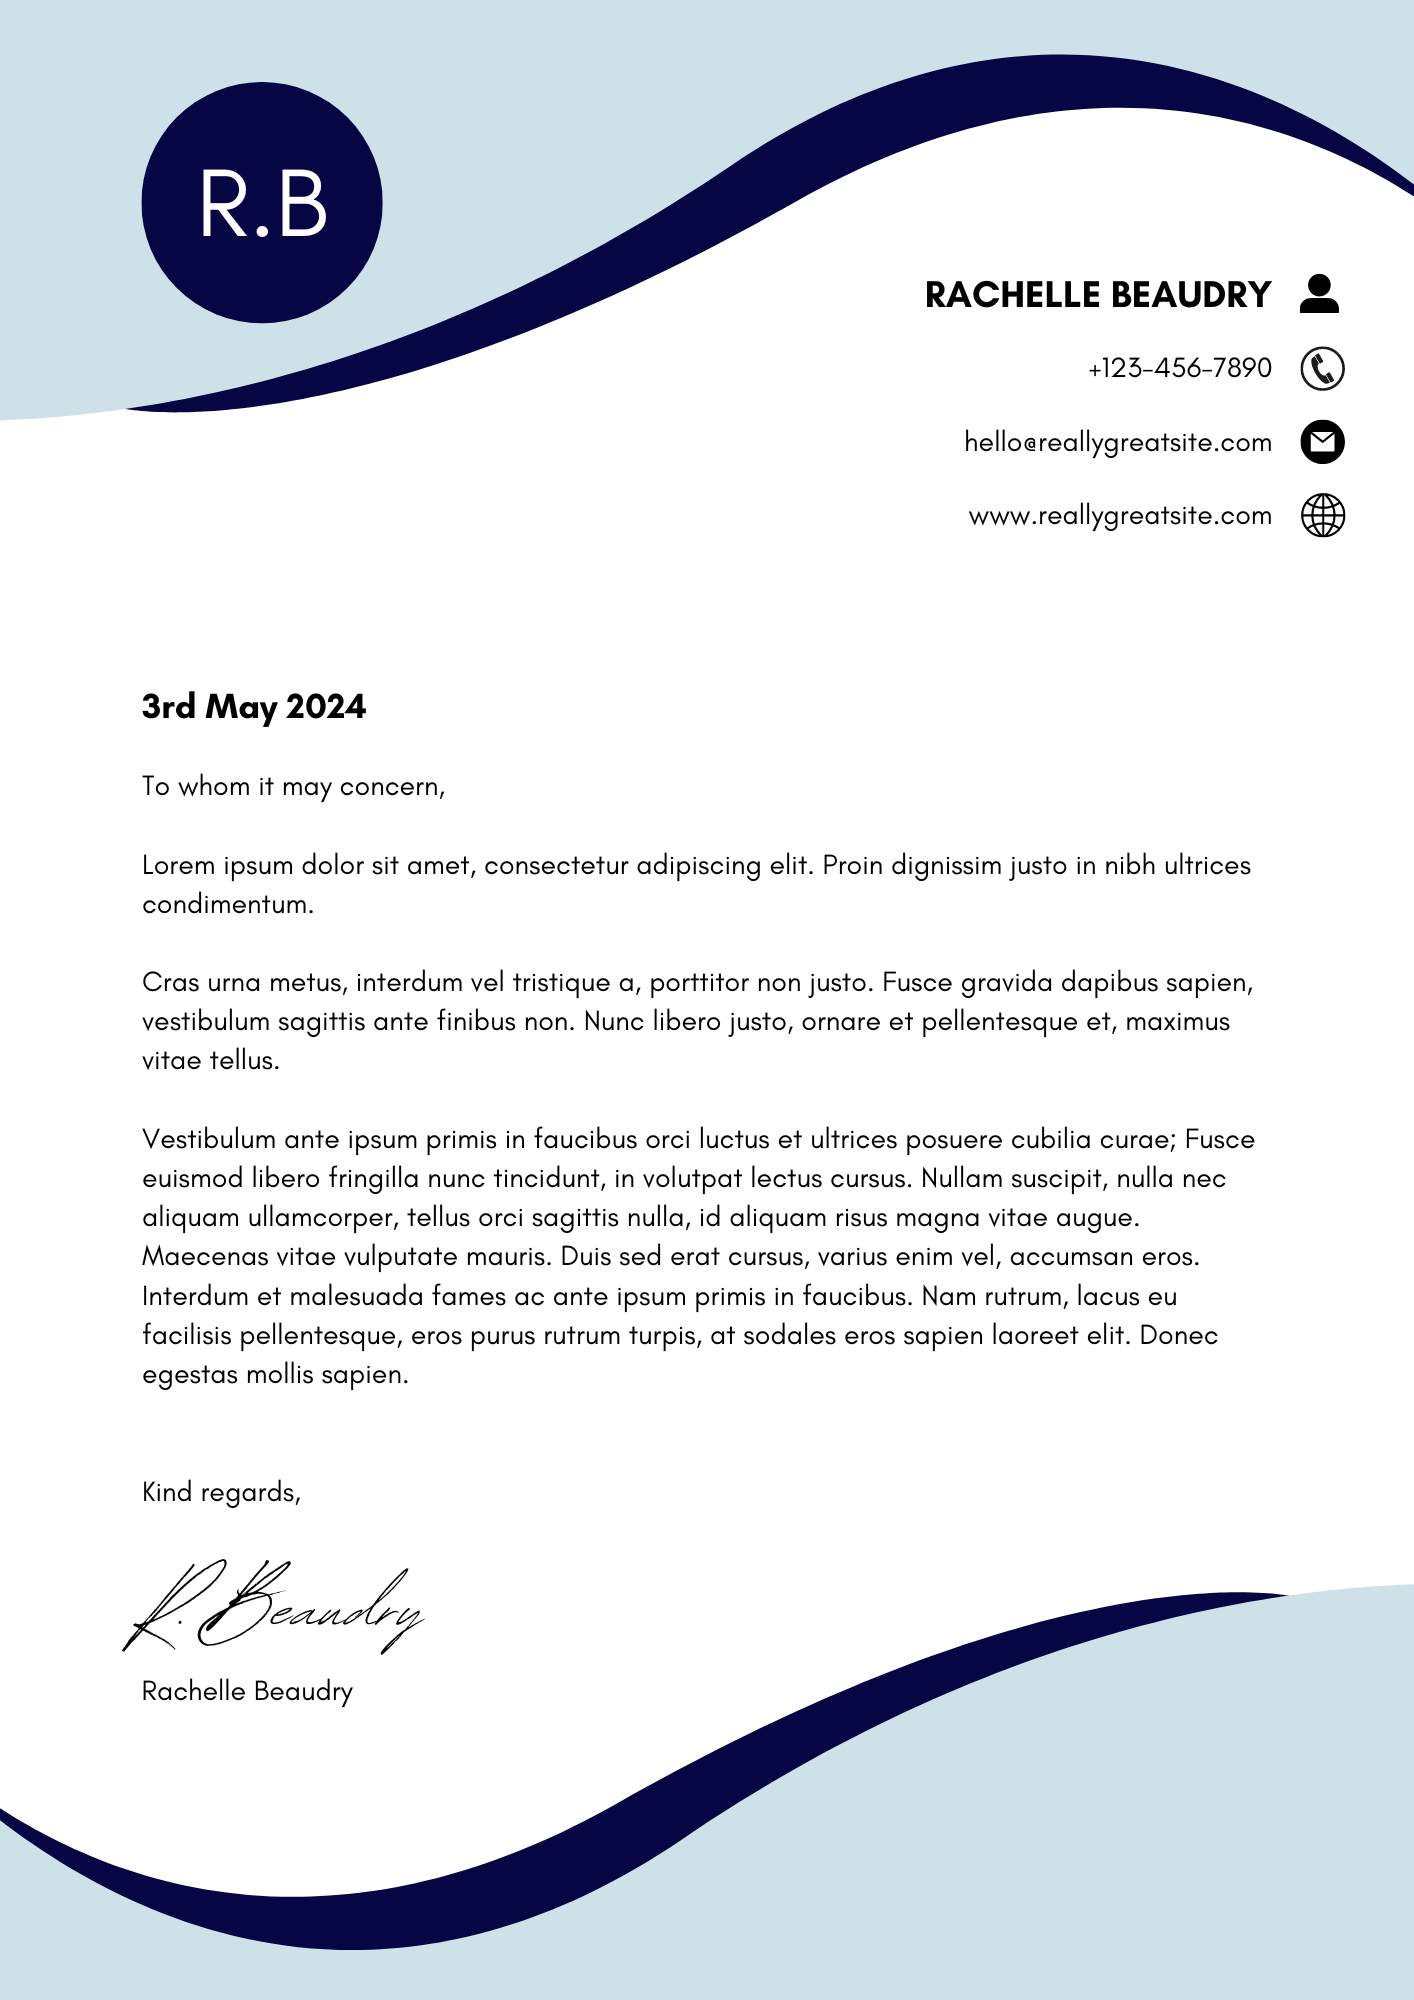 R.B
RACHELLE BEAUDRY
+123-456-7890
hello@reallygreatsite.com
www.reallygreatsite.com
3rd May 2024
To whom it may concern,
Lorem ipsum dolor sit amet, consectetur adipiscing elit. Proin dignissim justo in nibh ultrices
condimentum.
Cras urna metus, interdum vel tristique a, porttitor non justo. Fusce gravida dapibus sapien,
vestibulum sagittis ante finibus non. Nunc libero justo, ornare et pellentesque et, maximus
vitae tellus.
Vestibulum ante ipsum primis in faucibus orci luctus et ultrices posuere cubilia curae; Fusce
euismod libero fringilla nunc tincidunt, in volutpat lectus cursus. Nullam suscipit, nulla nec
aliquam ullamcorper, tellus orci sagittis nulla, id aliquam risus magna vitae augue.
Maecenas vitae vulputate mauris. Duis sed erat cursus, varius enim vel, accumsan eros.
Interdum et malesuada fames ac ante ipsum primis in faucibus. Nam rutrum, lacus eu
facilisis pellentesque, eros purus rutrum turpis, at sodales eros sapien laoreet elit. Donec
egestas mollis sapien.
Kind regards,
R. Beaudry
Rachelle Beaudry